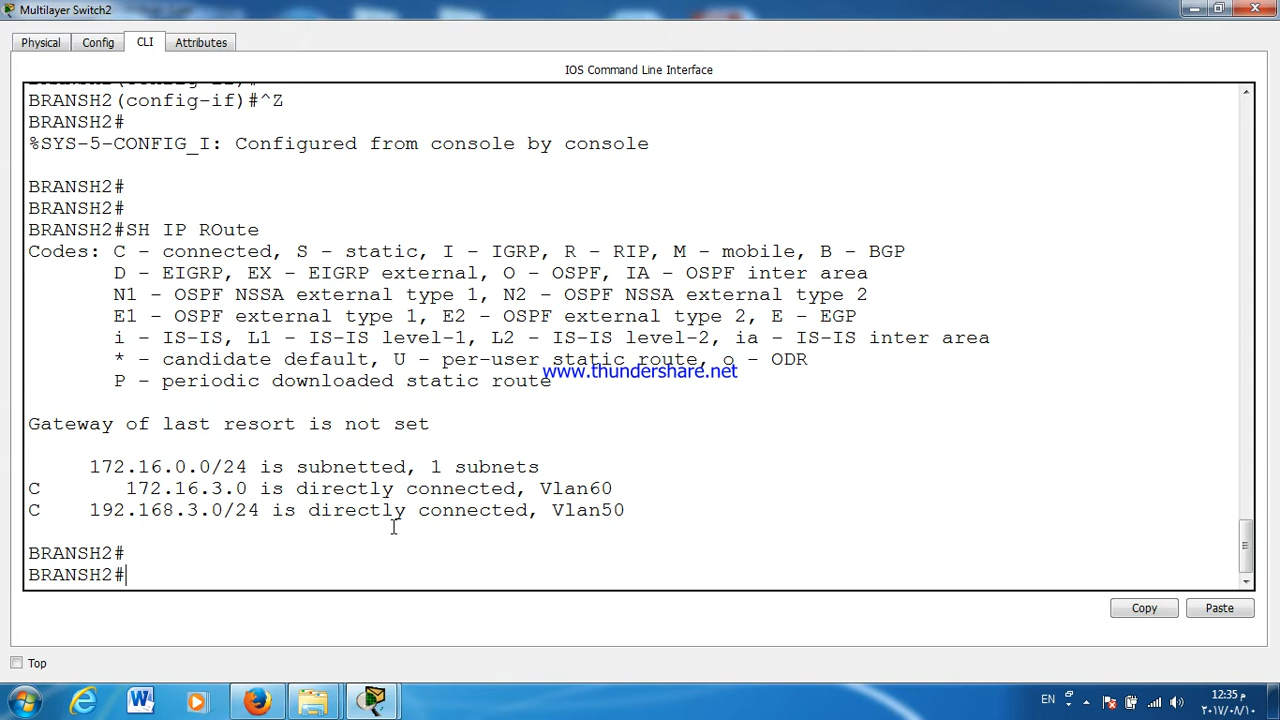 Multilayer Switch2
Physical Config CLI Attributes
IOS Command Line Interface
BRANSH2(config-if)#^Z
BRANSH2#
%SYS-5-CONFIG_I: Configured from console by console
BRANSH2#
BRANSH2#
BRANSH2#SH IP ROute
Codes: C - connected, S - static, I - IGRP, R - RIP, M - mobile, B - BGP
D - EIGRP, EX - EIGRP external, O - OSPF, IA - OSPF inter area
N1 - OSPF NSSA external type 1, N2 - OSPF NSSA external type 2
E1 - OSPF external type 1, E2 - OSPF external type 2, E - EGP
i - IS-IS, L1 - IS-IS level-1, L2 - IS-IS level-2, ia - IS-IS inter area
* - candidate default, U - per-user static route, o - ODR
www.thundershare.net
P - periodic downloaded static route
Gateway of last resort is not set
172.16.0.0/24 is subnetted, 1 subnets
C 172.16.3.0 is directly connected, Vlan60
C 192.168.3.0/24 is directly connected, Vlan50
BRANSH2#
BRANSH2#
Copy Paste
Top
EN
12:35 م
٢٠١٧/٠٨/١٠